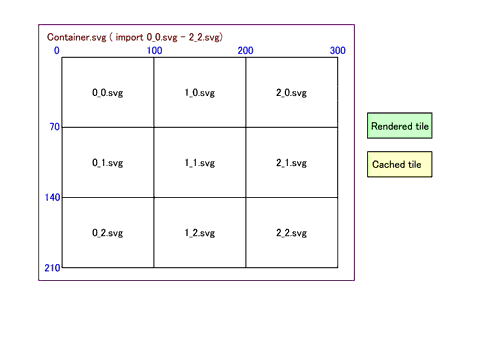 Container.svg ( import 0_0.svg - 2_2.svg)
0 100 200 300
0_0.svg 1_0.svg 2_0.svg
Rendered tile
70
Cached tile
0_1.svg 1_1.svg 2_1.svg
140
0_2.svg 1_2.svg 2_2.svg
210